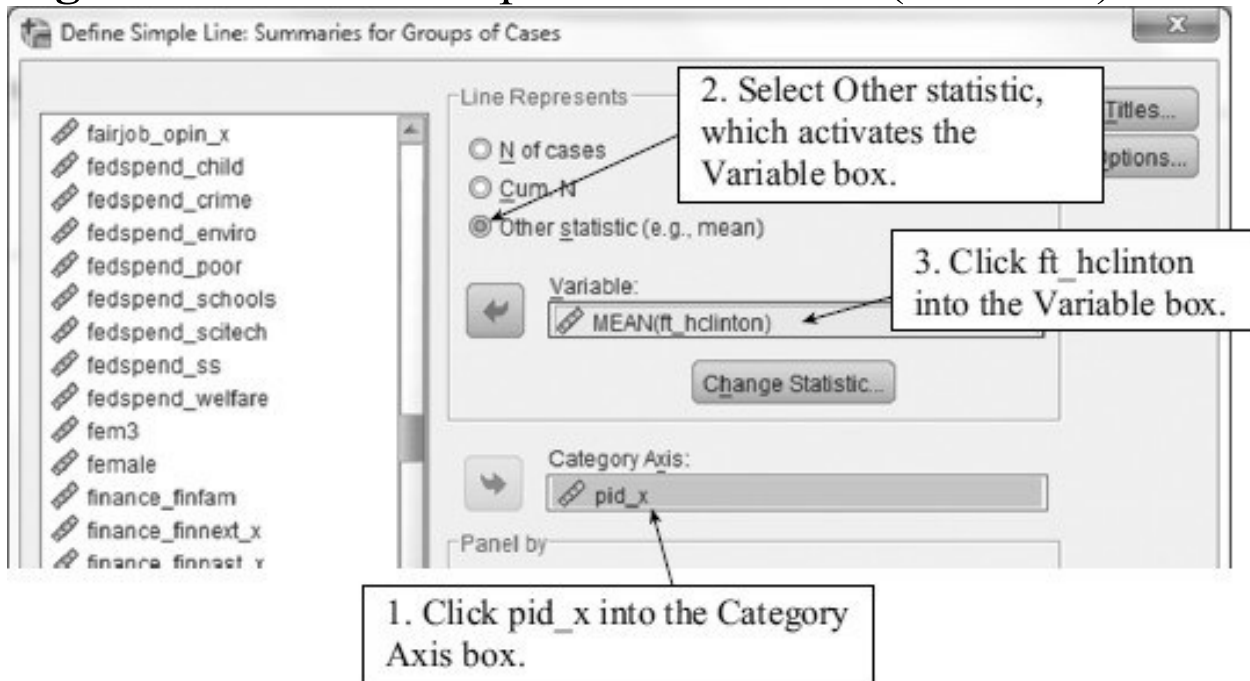 Define Simple Line: Summaries for Groups of Cases
fairjob_opin_x
fedspend_child
fedspend_crime
fedspend_enviro
fedspend_poor
fedspend_schools
fedspend_scitech
fedspend_ss
fedspend_welfare
fem3
female
finance_finfam
finance_finnext_x
finance_finpast_x
Line Represents
N of cases
Cum. N
Other statistic (e.g., mean)
Variable:
MEAN(ft_hclinton)
Change Statistic...
Category Axis:
pid_x
Panel by
Titles...
ptions...
2. Select Other statistic,
which activates the
Variable box.
3. Click ft_hclinton
into the Variable box.
1. Click pid_x into the Category
Axis box.